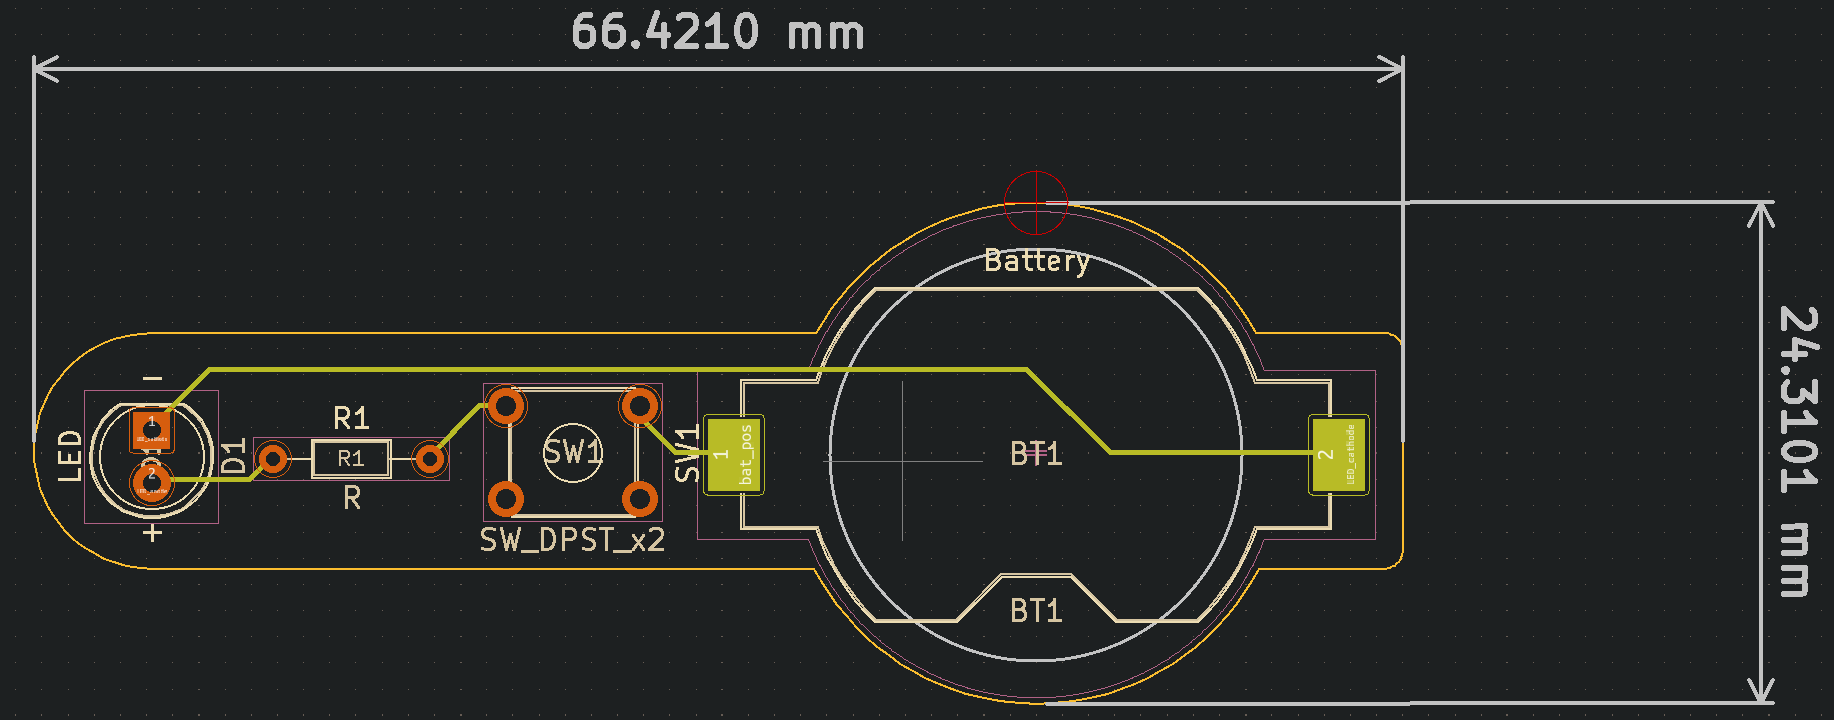 66.4210 mm
Battery
−
1
LED_cathode
2
LED
D1
+
R1
R1
R
SW1
SW_DPST_x2
SW1
1
bat_pos
BT1
BT1
2
LED_cathode
24.3101 mm